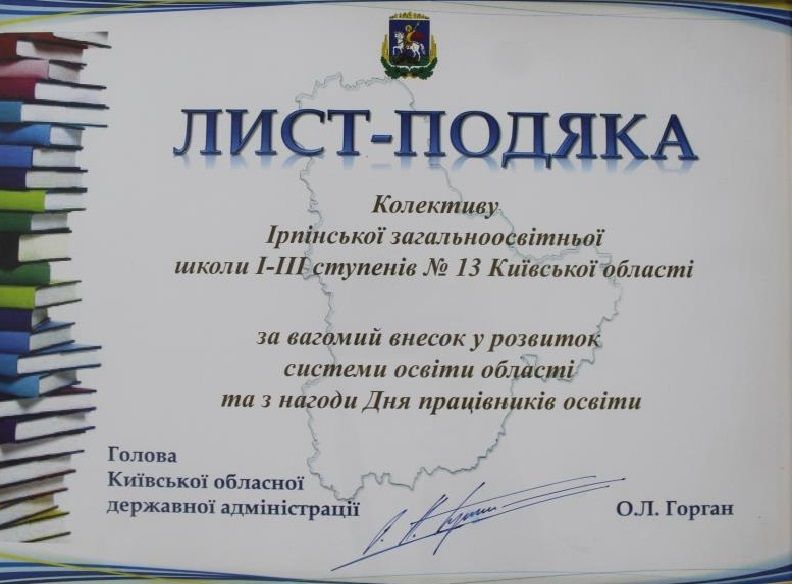 ЛИСТ-ПОДЯКА
Колективу
Ірпінської загальноосвітньої
школи І-ІІІ ступенів № 13 Київської області
за вагомий внесок у розвиток
системи освіти області
та з нагоди Дня працівників освіти
Голова
Київської обласної
державної адміністрації
О.Л. Горган